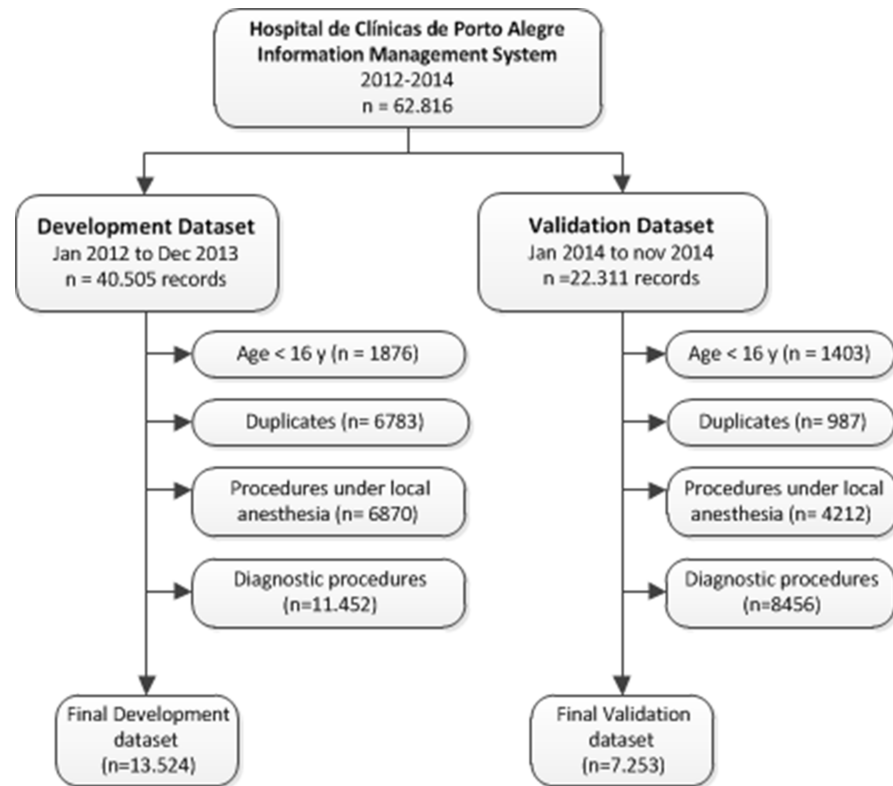 Hospital de Clínicas de Porto Alegre
Information Management System
2012-2014
n = 62.816
Development Dataset
Jan 2012 to Dec 2013
n = 40.505 records
Age < 16 y (n = 1876)
Duplicates (n= 6783)
Procedures under local
anesthesia (n= 6870)
Diagnostic procedures
(n=11.452)
Final Development
dataset
(n=13.524)
Validation Dataset
Jan 2014 to nov 2014
n =22.311 records
Age < 16 y (n = 1403)
Duplicates (n= 987)
Procedures under local
anesthesia (n= 4212)
Diagnostic procedures
(n=8456)
Final Validation
dataset
(n=7.253)